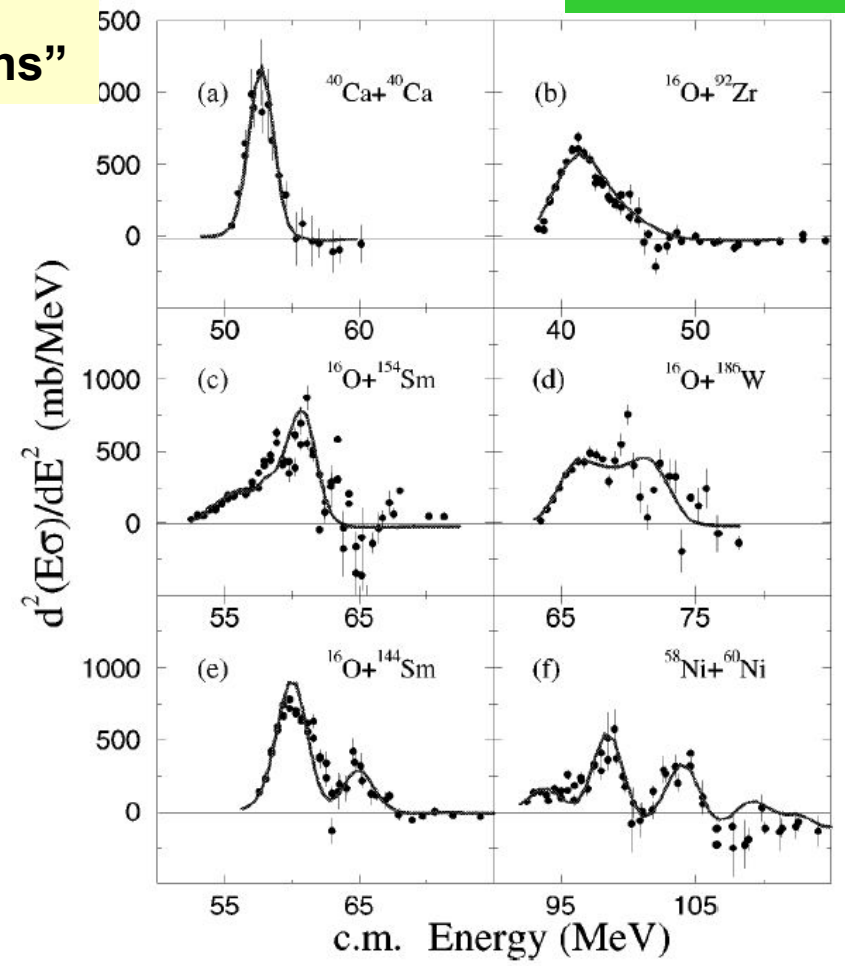 ns”
500
000
500
0
(a) ⁴⁰Ca+⁴⁰Ca
(b) ¹⁶O+⁹²Zr
50 60
40 50
1000
500
0
(c) ¹⁶O+¹⁵⁴Sm
(d) ¹⁶O+¹⁸⁶W
55 65
65 75
1000
500
0
(e) ¹⁶O+¹⁴⁴Sm
(f) ⁵⁸Ni+⁶⁰Ni
55 65
95 105
d²(Eσ)/dE² (mb/MeV)
c.m. Energy (MeV)